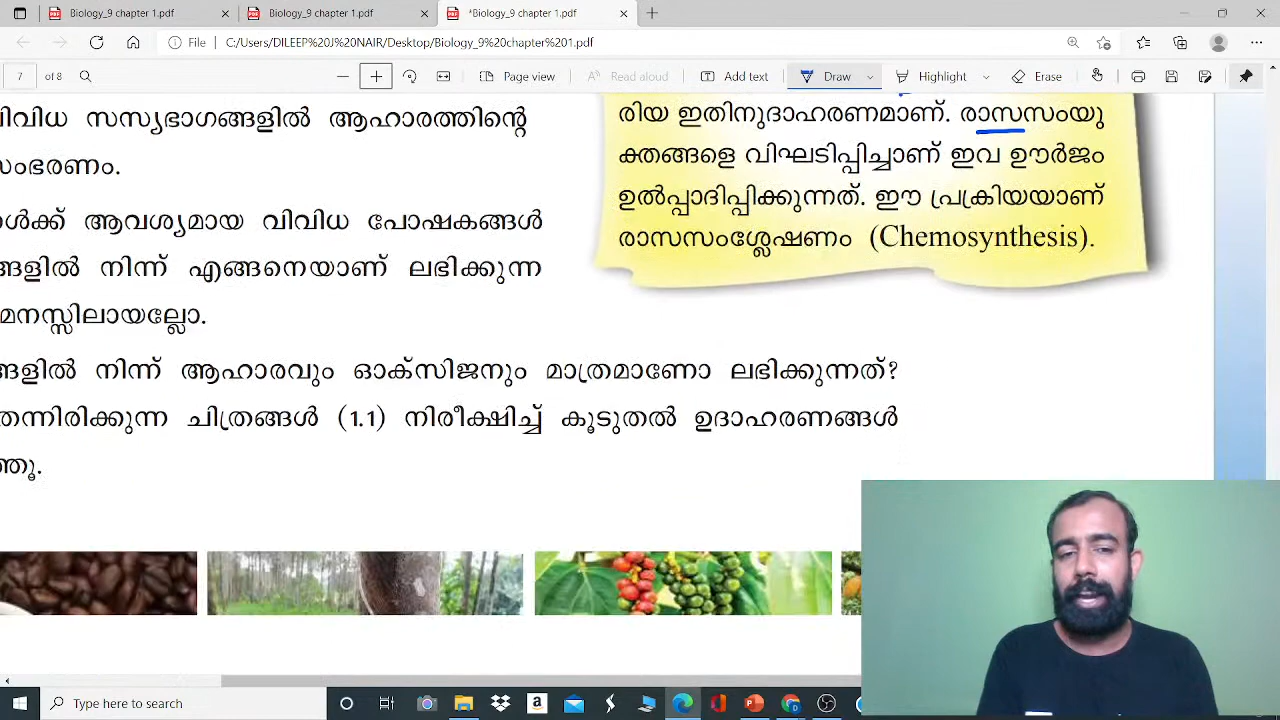 Biology_9 chapter 1.pdf
Biology_9 chapter 1.pdf
*Biology_9 chapter 1.pdf
File
C:/Users/DILEEP%20J%20NAIR/Desktop/Biology_9%20chapter%201.pdf
7 of 8
Page view
Read aloud
Add text
Draw
Highlight
Erase
വിവിധ സസ്യഭാഗങ്ങളിൽ ആഹാരത്തിന്റെ
സംഭരണം.
ൾക്ക് ആവശ്യമായ വിവിധ പോഷകങ്ങൾ
ങ്ങളിൽ നിന്ന് എങ്ങനെയാണ് ലഭിക്കുന്ന
മനസ്സിലായല്ലോ.
ങ്ങളിൽ നിന്ന് ആഹാരവും ഓക്സിജനും മാത്രമാണോ ലഭിക്കുന്നത്?
തന്നിരിക്കുന്ന ചിത്രങ്ങൾ (1.1) നിരീക്ഷിച്ച് കൂടുതൽ ഉദാഹരണങ്ങൾ
ഞ്ഞൂ.
രിയ ഇതിനുദാഹരണമാണ്. രാസസംയു
ക്തങ്ങളെ വിഘടിപ്പിച്ചാണ് ഇവ ഊർജം
ഉൽപ്പാദിപ്പിക്കുന്നത്. ഈ പ്രക്രിയയാണ്
രാസസംശ്ലേഷണം (Chemosynthesis).
Type here to search